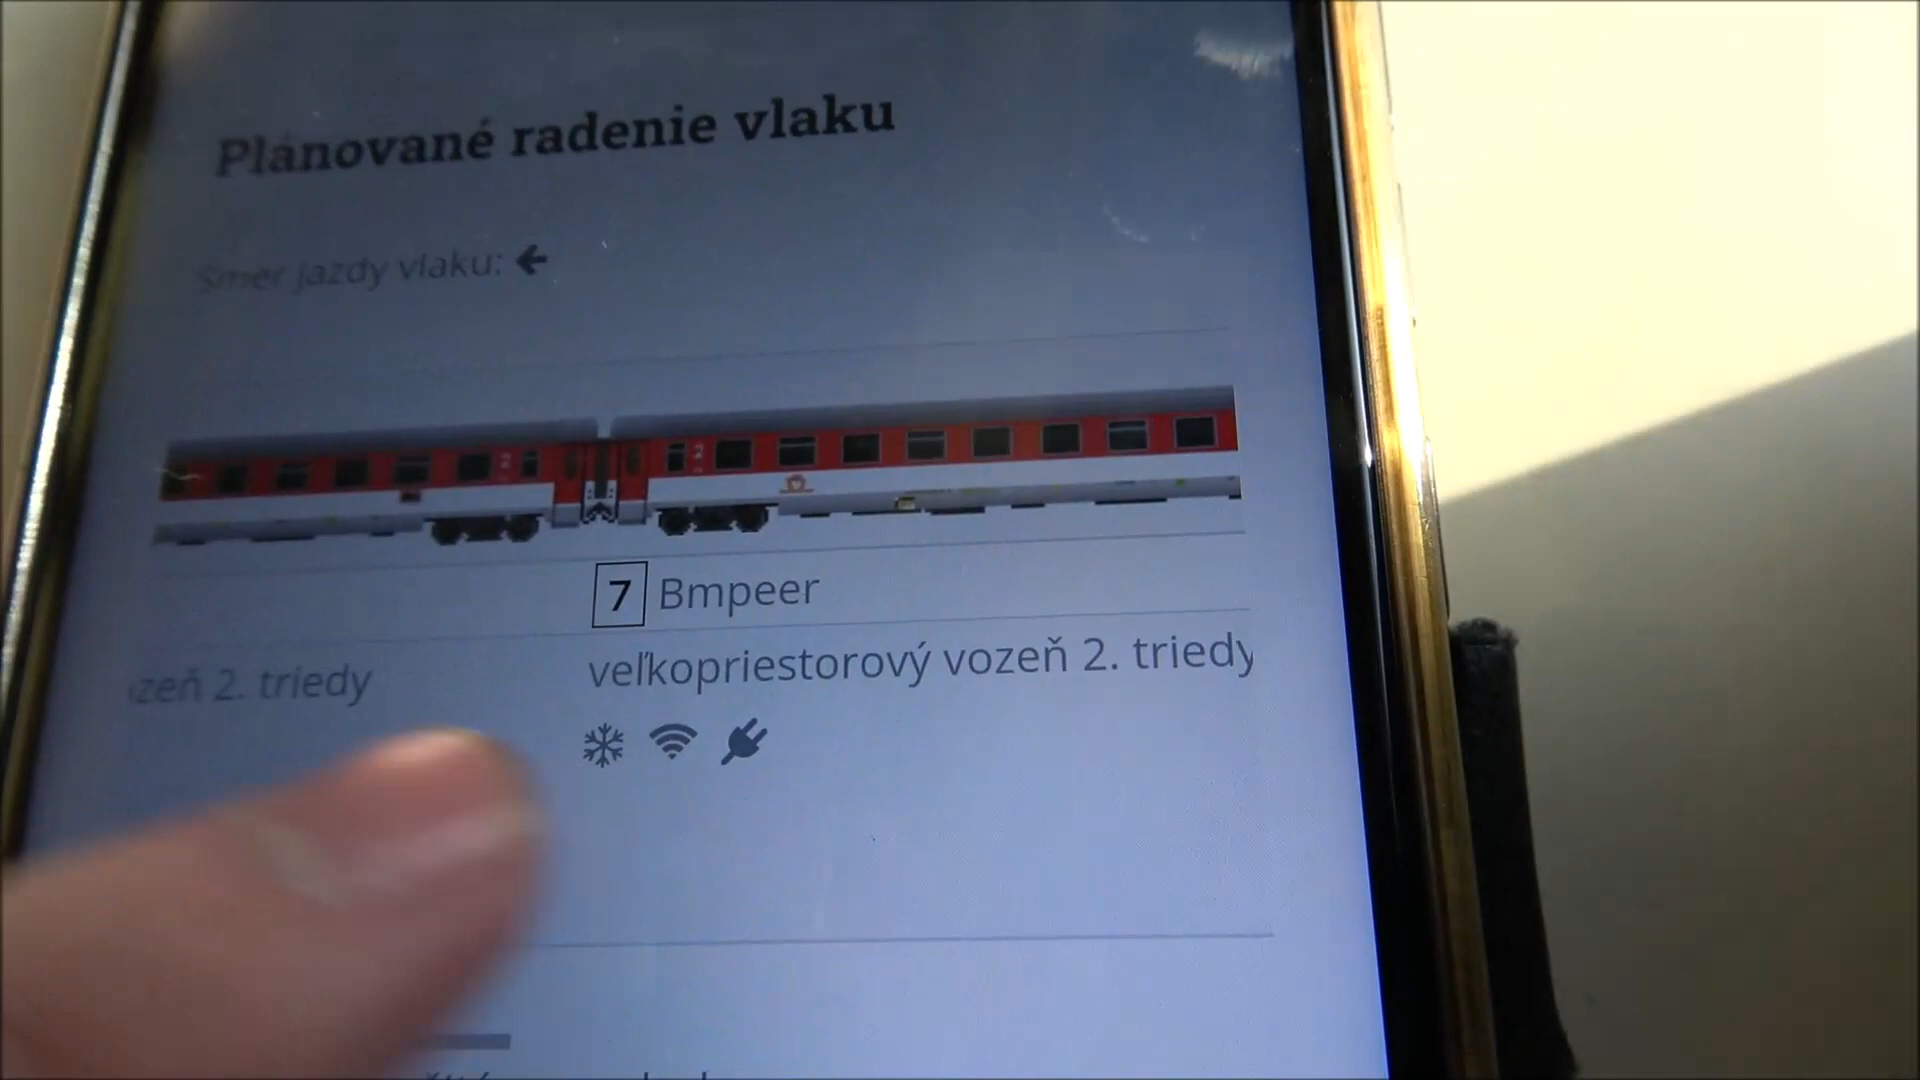 Plánované radenie vlaku
Smer jazdy vlaku:
7 Bmpeer
zeň 2. triedy
veľkopriestorový vozeň 2. triedy